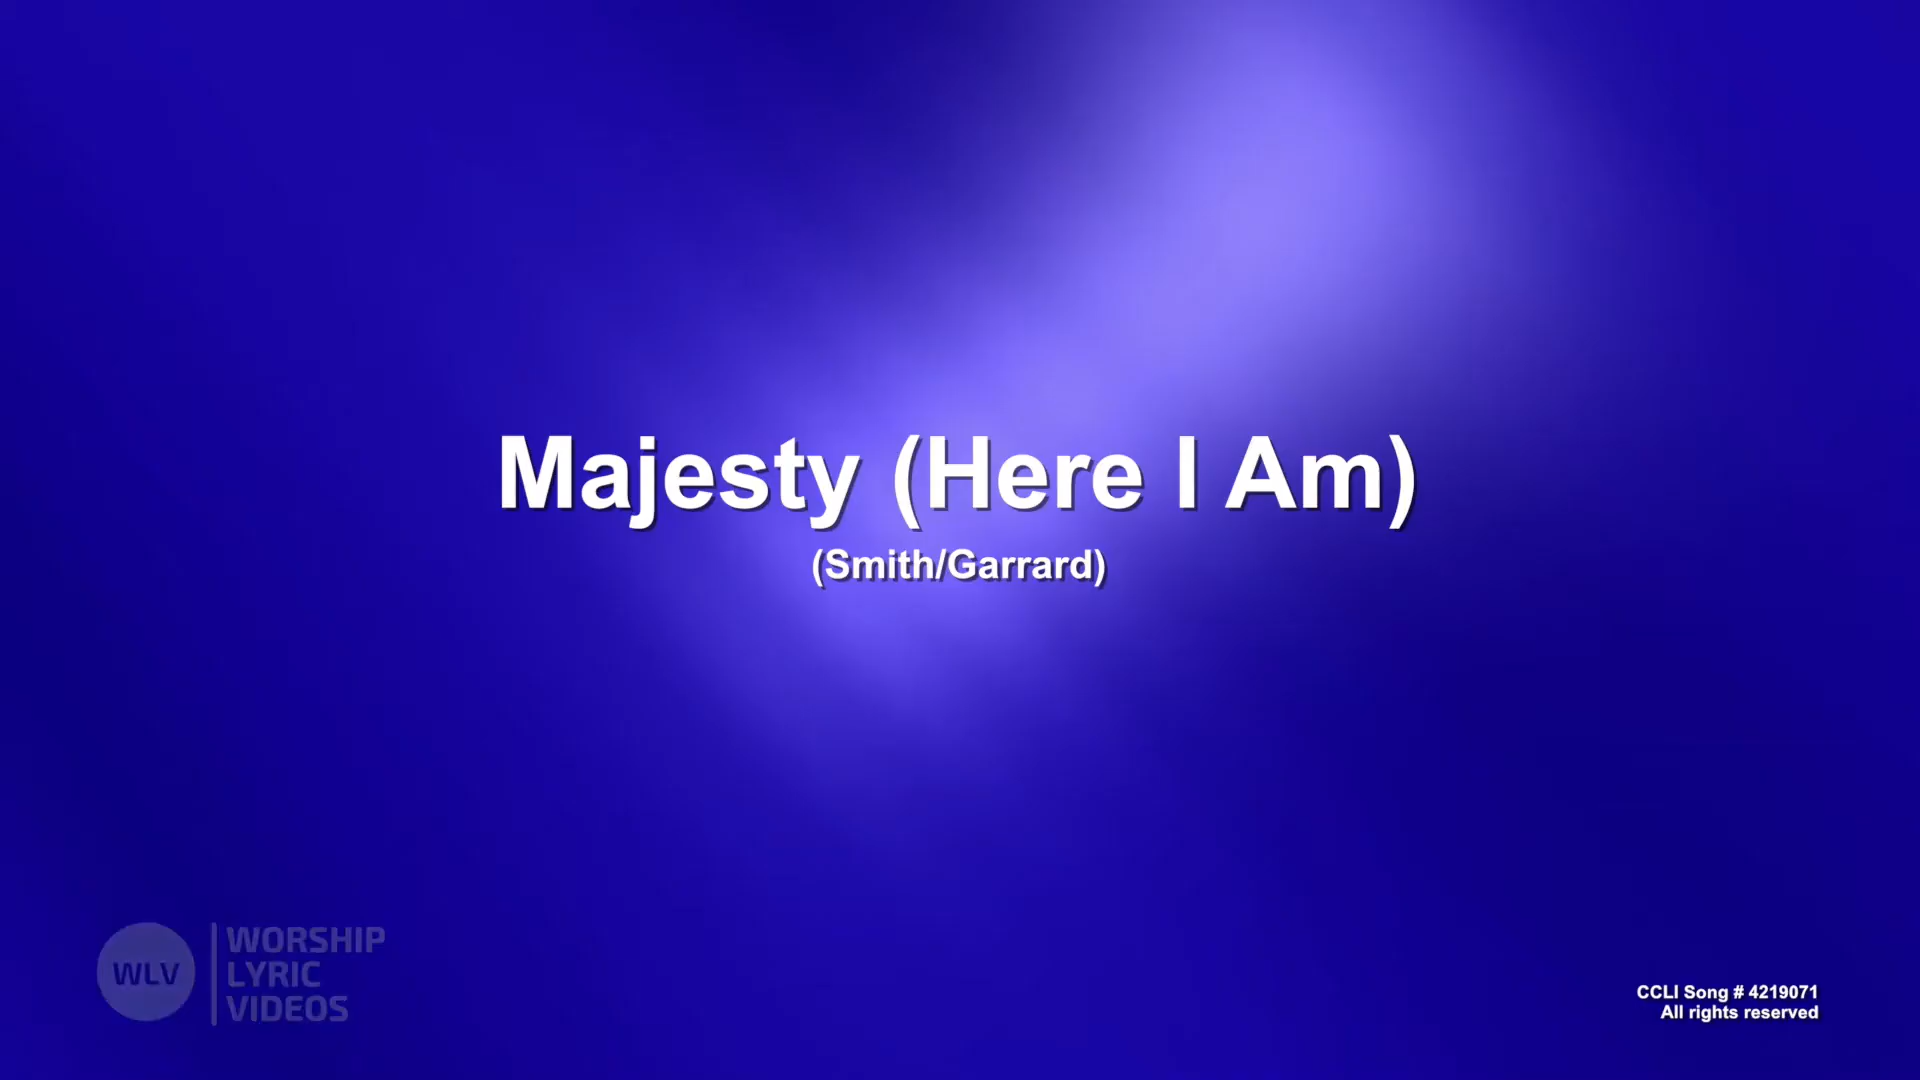 Majesty (Here I Am)
(Smith/Garrard)
WLV
WORSHIP
LYRIC
VIDEOS
CCLI Song # 4219071
All rights reserved